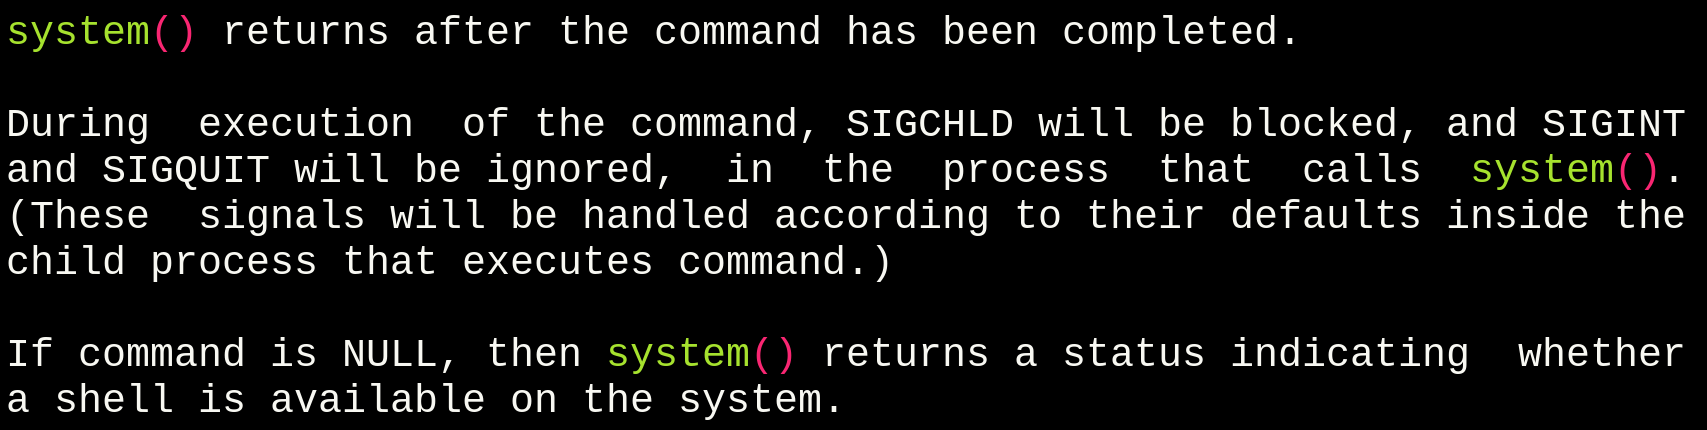 system() returns after the command has been completed.

During  execution  of the command, SIGCHLD will be blocked, and SIGINT
and SIGQUIT will be ignored,  in  the  process  that  calls  system().
(These  signals will be handled according to their defaults inside the
child process that executes command.)

If command is NULL, then system() returns a status indicating  whether
a shell is available on the system.